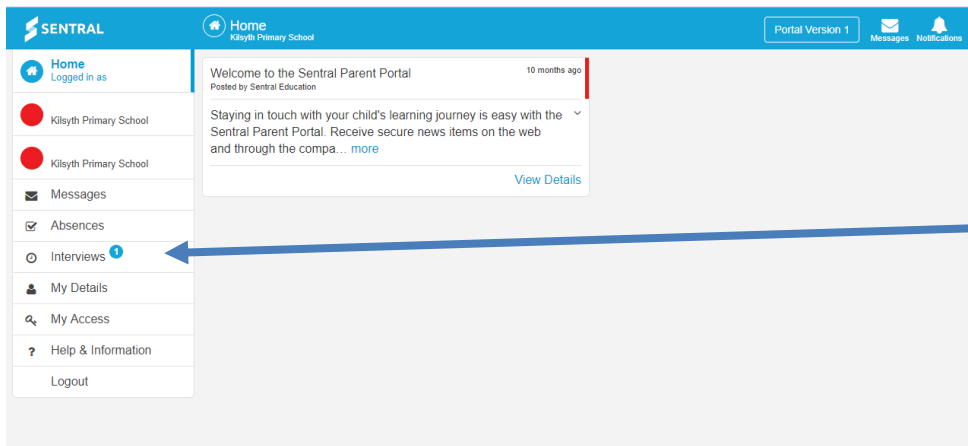 SENTRAL
Home
Kilsyth Primary School
Portal Version 1
Messages
Notifications
Home
Logged in as
Kilsyth Primary School
Kilsyth Primary School
Messages
Absences
Interviews 1
My Details
My Access
? Help & Information
Logout
Welcome to the Sentral Parent Portal
10 months ago
Posted by Sentral Education
Staying in touch with your child's learning journey is easy with the
Sentral Parent Portal. Receive secure news items on the web
and through the compa… more
View Details